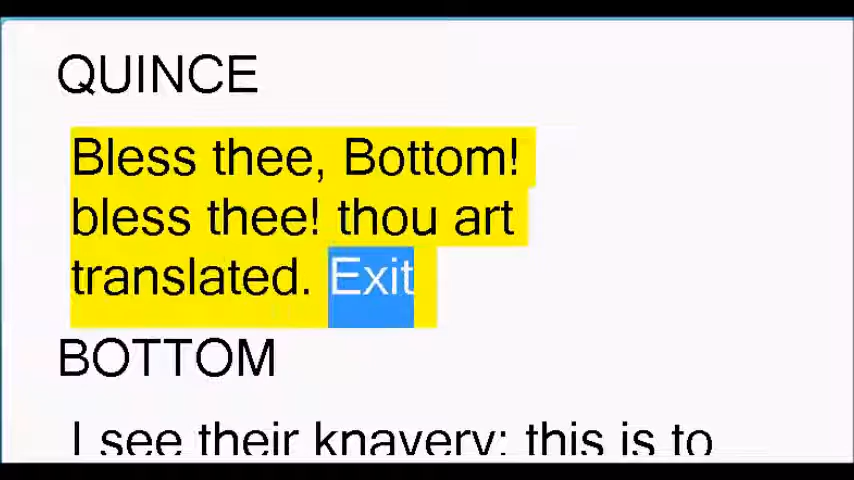 QUINCE
Bless thee, Bottom!
bless thee! thou art
translated. Exit
BOTTOM
I see their knavery: this is to